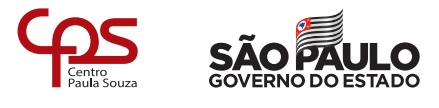 CPS
Centro
Paula Souza
SÃO PAULO
GOVERNO DO ESTADO